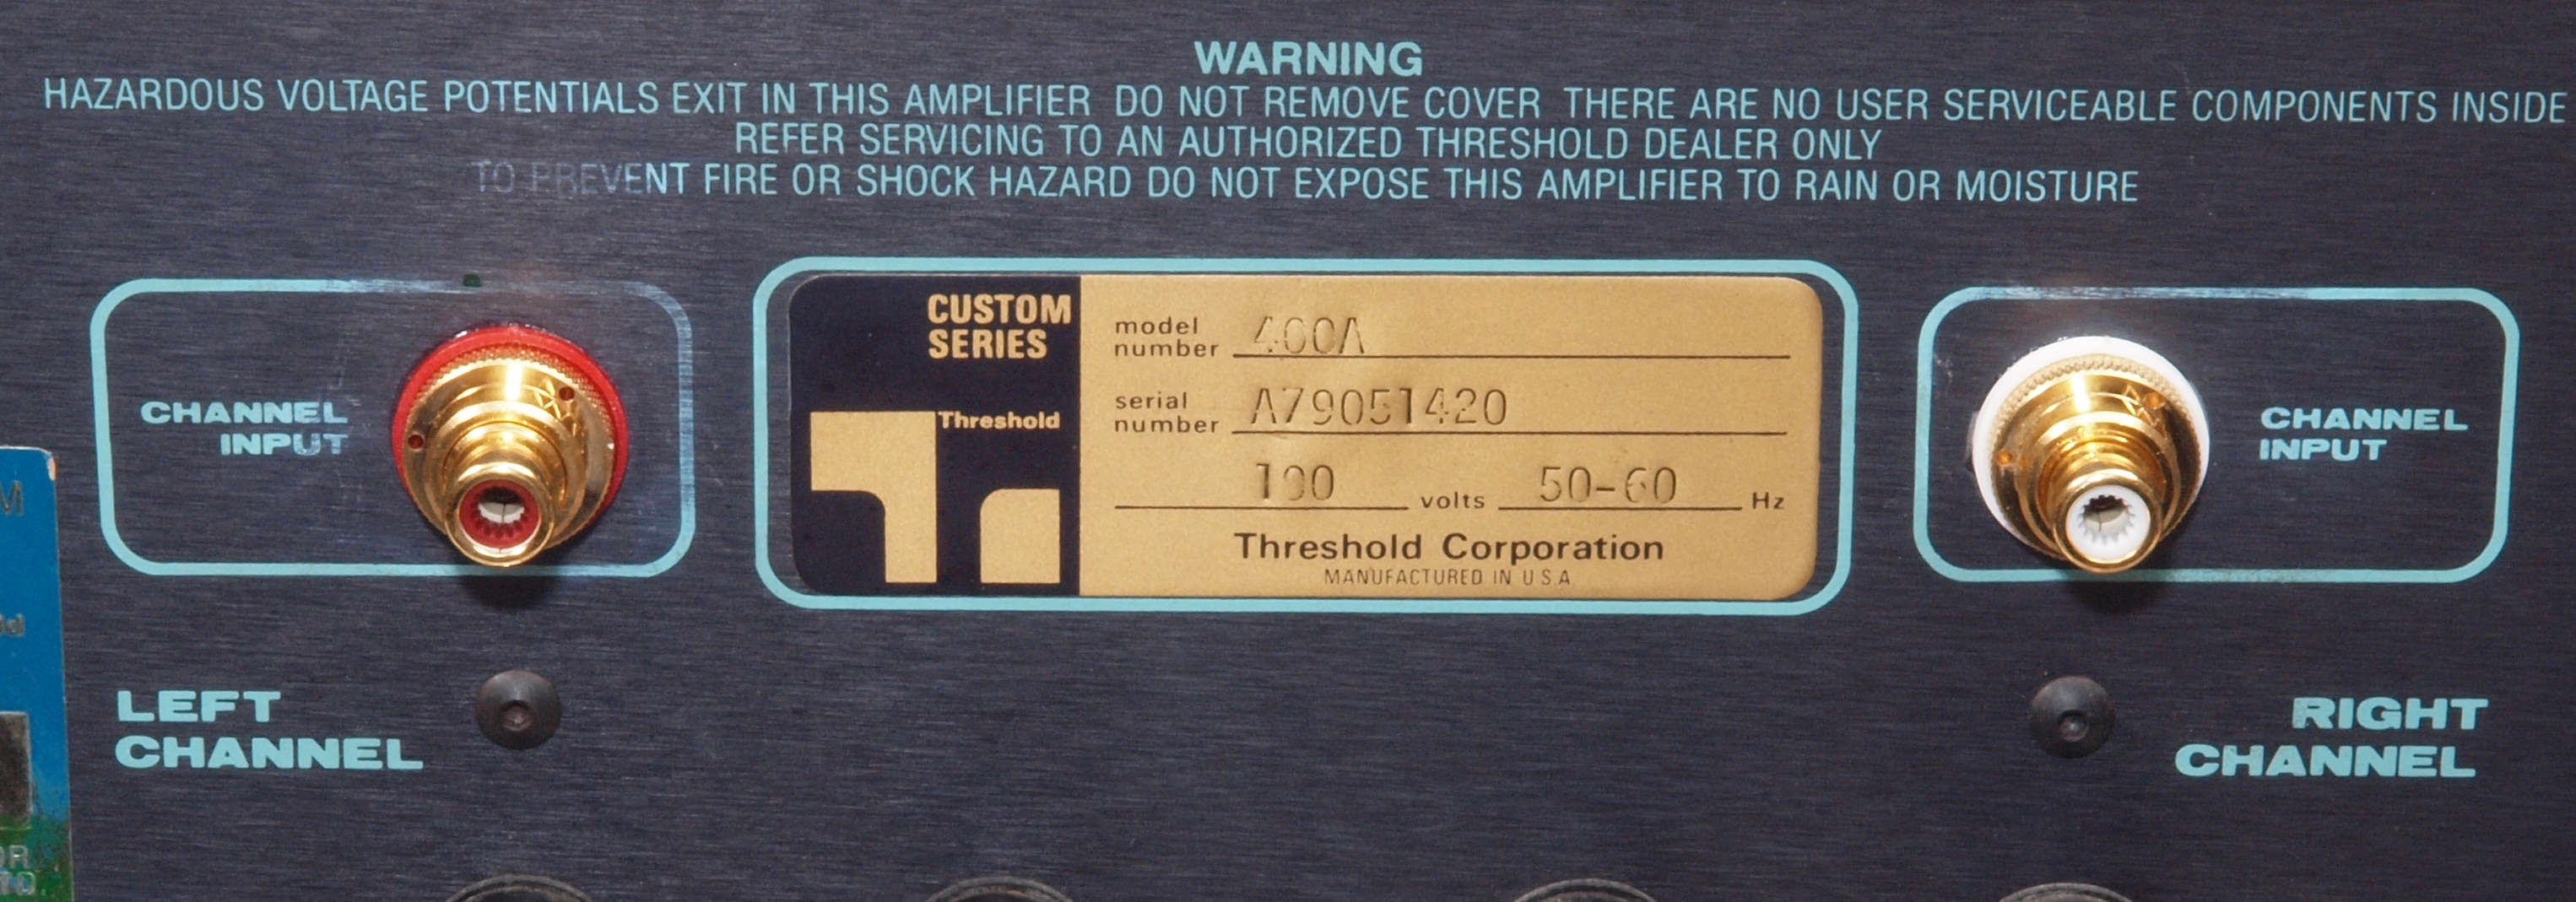 WARNING
HAZARDOUS VOLTAGE POTENTIALS EXIT IN THIS AMPLIFIER DO NOT REMOVE COVER THERE ARE NO USER SERVICEABLE COMPONENTS INSIDE
REFER SERVICING TO AN AUTHORIZED THRESHOLD DEALER ONLY
TO PREVENT FIRE OR SHOCK HAZARD DO NOT EXPOSE THIS AMPLIFIER TO RAIN OR MOISTURE
CHANNEL
INPUT
CUSTOM
SERIES
Threshold
model
number 400A
serial
number A79051420
100 volts 50-60 Hz
Threshold Corporation
MANUFACTURED IN U.S.A.
CHANNEL
INPUT
LEFT
CHANNEL
RIGHT
CHANNEL